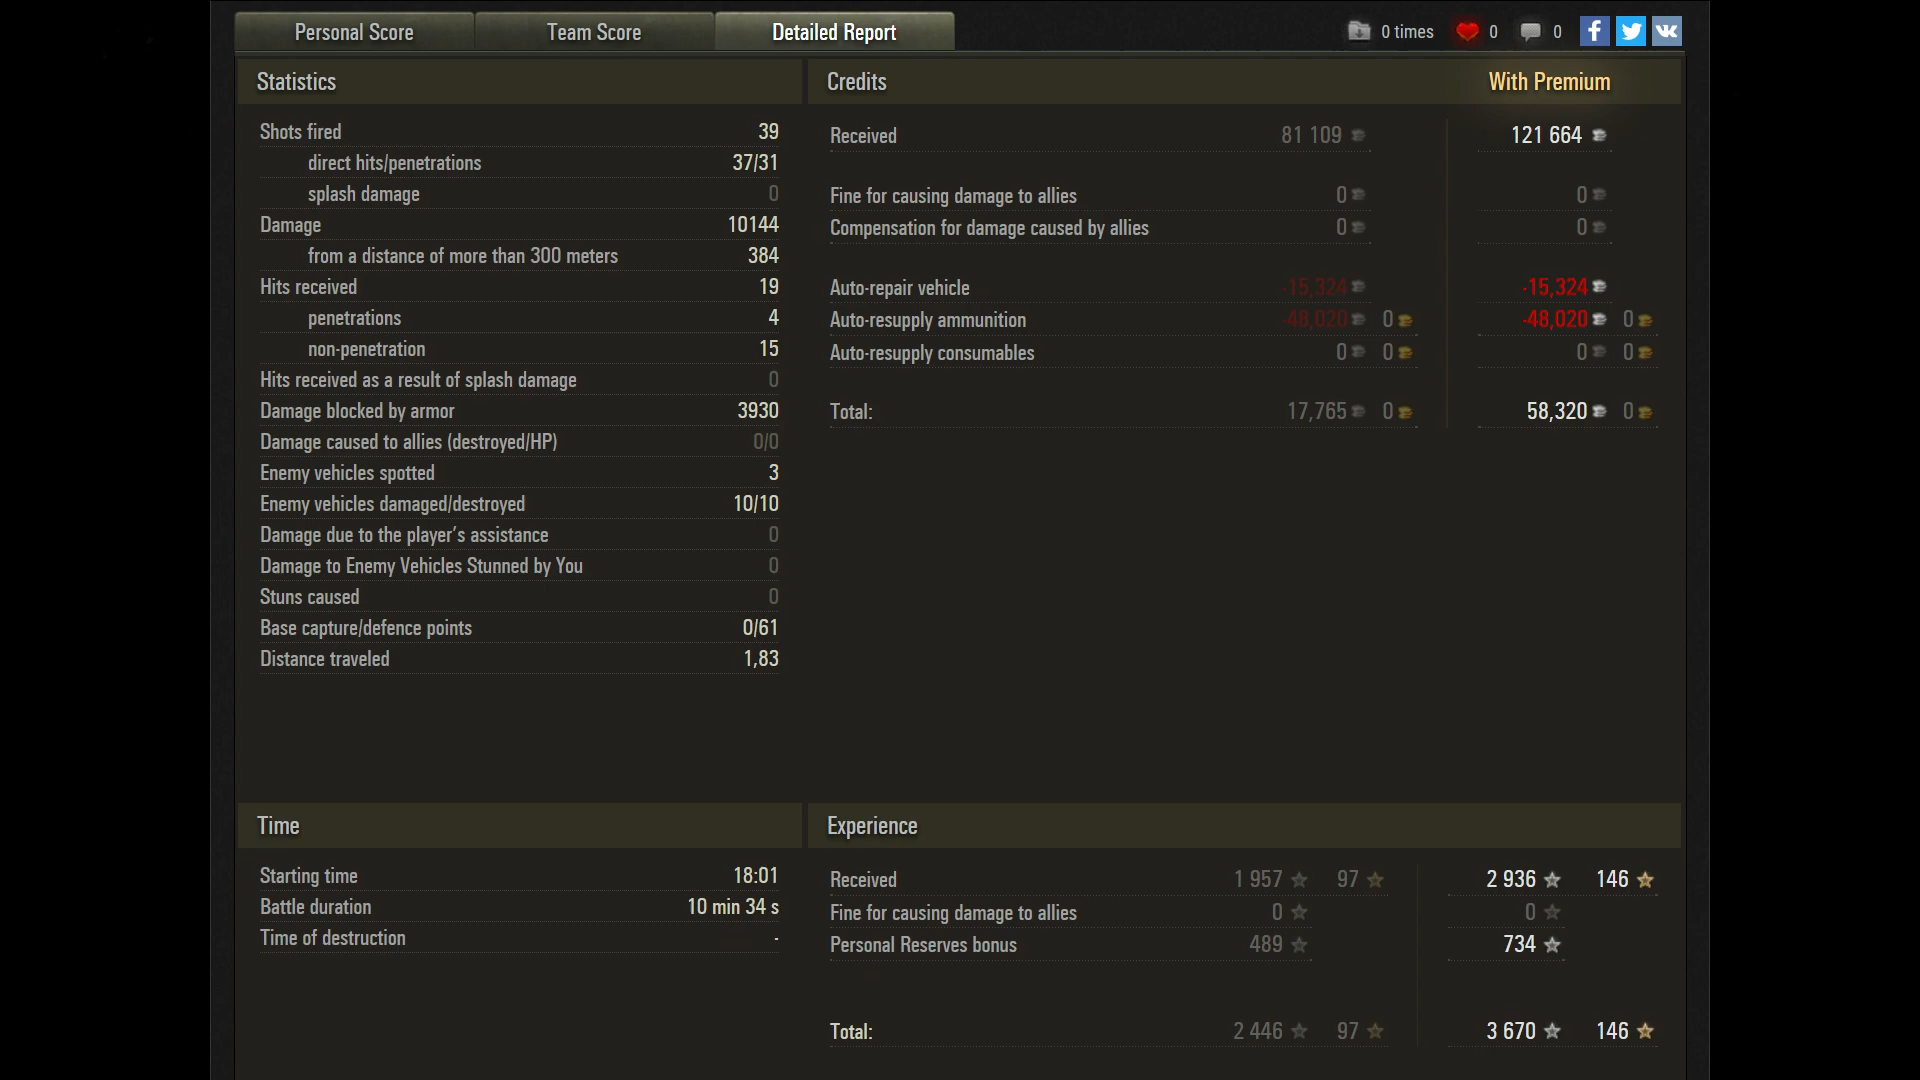 Personal Score
Team Score
Detailed Report
0 times
0
0
Statistics
Shots fired 39
direct hits/penetrations 37/31
splash damage 0
Damage 10144
from a distance of more than 300 meters 384
Hits received 19
penetrations 4
non-penetration 15
Hits received as a result of splash damage 0
Damage blocked by armor 3930
Damage caused to allies (destroyed/HP) 0/0
Enemy vehicles spotted 3
Enemy vehicles damaged/destroyed 10/10
Damage due to the player's assistance 0
Damage to Enemy Vehicles Stunned by You 0
Stuns caused 0
Base capture/defence points 0/61
Distance traveled 1,83
Credits With Premium
Received 81 109 121 664
Fine for causing damage to allies 0 0
Compensation for damage caused by allies 0 0
Auto-repair vehicle -15,324 -15,324
Auto-resupply ammunition -48,020 0 -48,020 0
Auto-resupply consumables 0 0 0 0
Total: 17,765 0 58,320 0
Time
Starting time 18:01
Battle duration 10 min 34 s
Time of destruction -
Experience
Received 1 957 97 2 936 146
Fine for causing damage to allies 0 0
Personal Reserves bonus 489 734
Total: 2 446 97 3 670 146